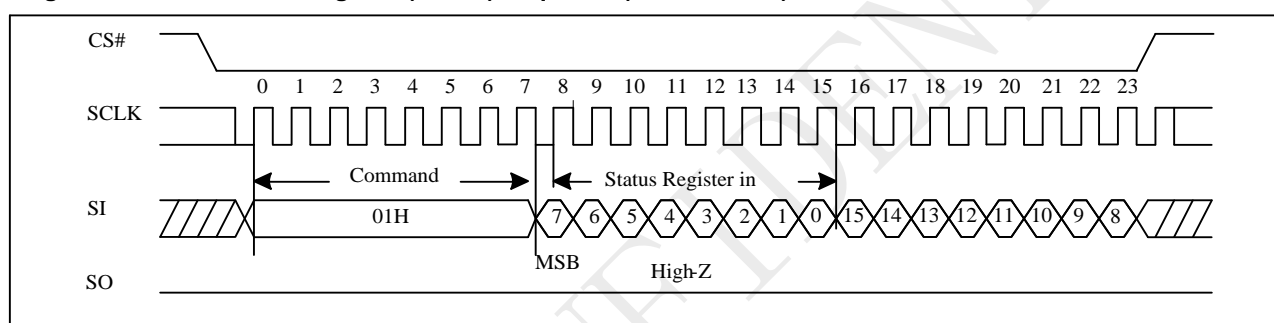 CS#
0 1 2 3 4 5 6 7 8 9 10 11 12 13 14 15 16 17 18 19 20 21 22 23
SCLK
Command
Status Register in
SI
01H
7 6 5 4 3 2 1 0 15 14 13 12 11 10 9 8
MSB
High-Z
SO